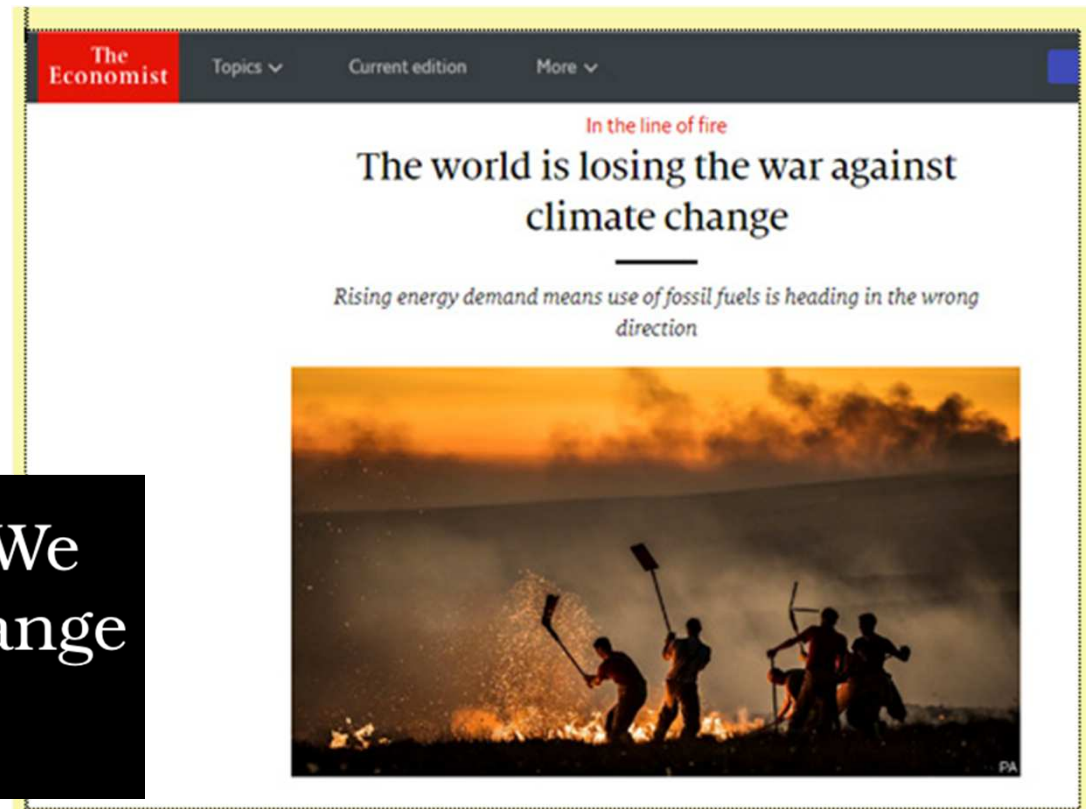 The
Economist
Topics
Current edition
More
In the line of fire
The world is losing the war against
climate change
Rising energy demand means use of fossil fuels is heading in the wrong
direction
We
PA